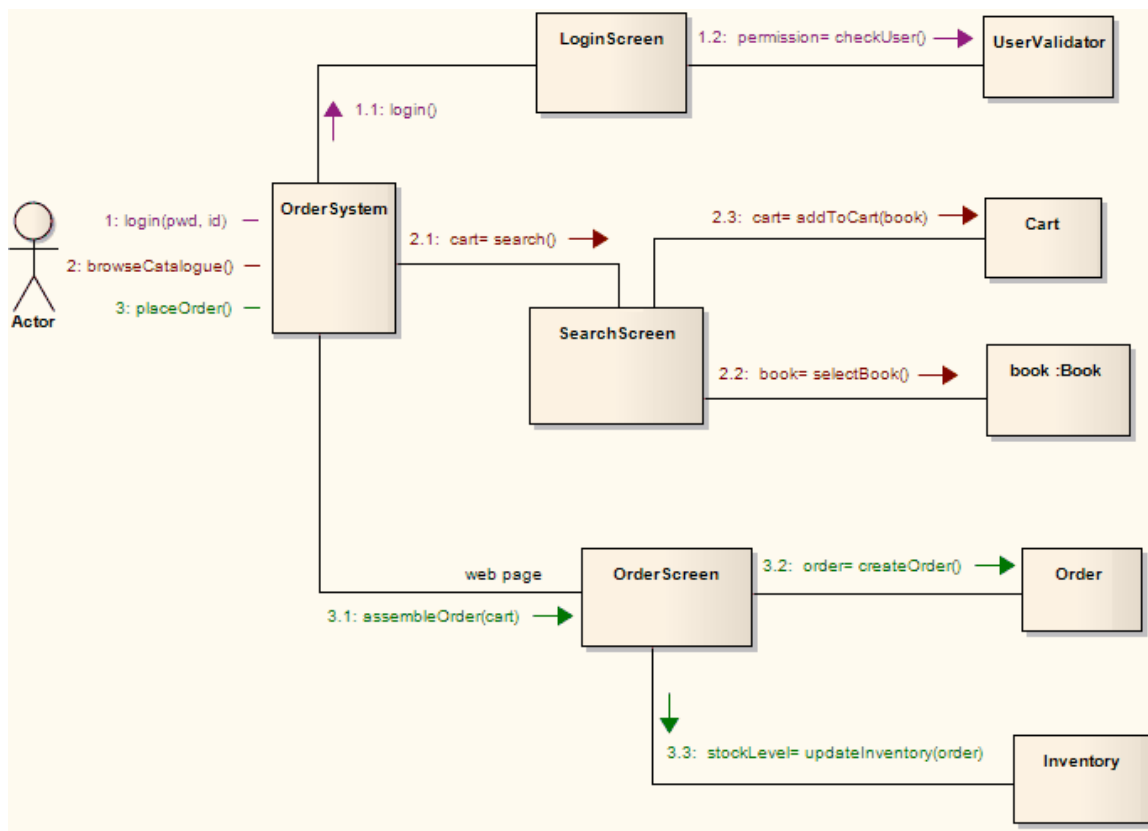 LoginScreen
1.2: permission= checkUser()
UserValidator
1.1: login()
OrderSystem
1: login(pwd, id)
2.3: cart= addToCart(book)
Cart
2.1: cart= search()
2: browseCatalogue()
3: placeOrder()
Actor
SearchScreen
2.2: book= selectBook()
book :Book
web page
OrderScreen
3.2: order= createOrder()
Order
3.1: assembleOrder(cart)
3.3: stockLevel= updateInventory(order)
Inventory